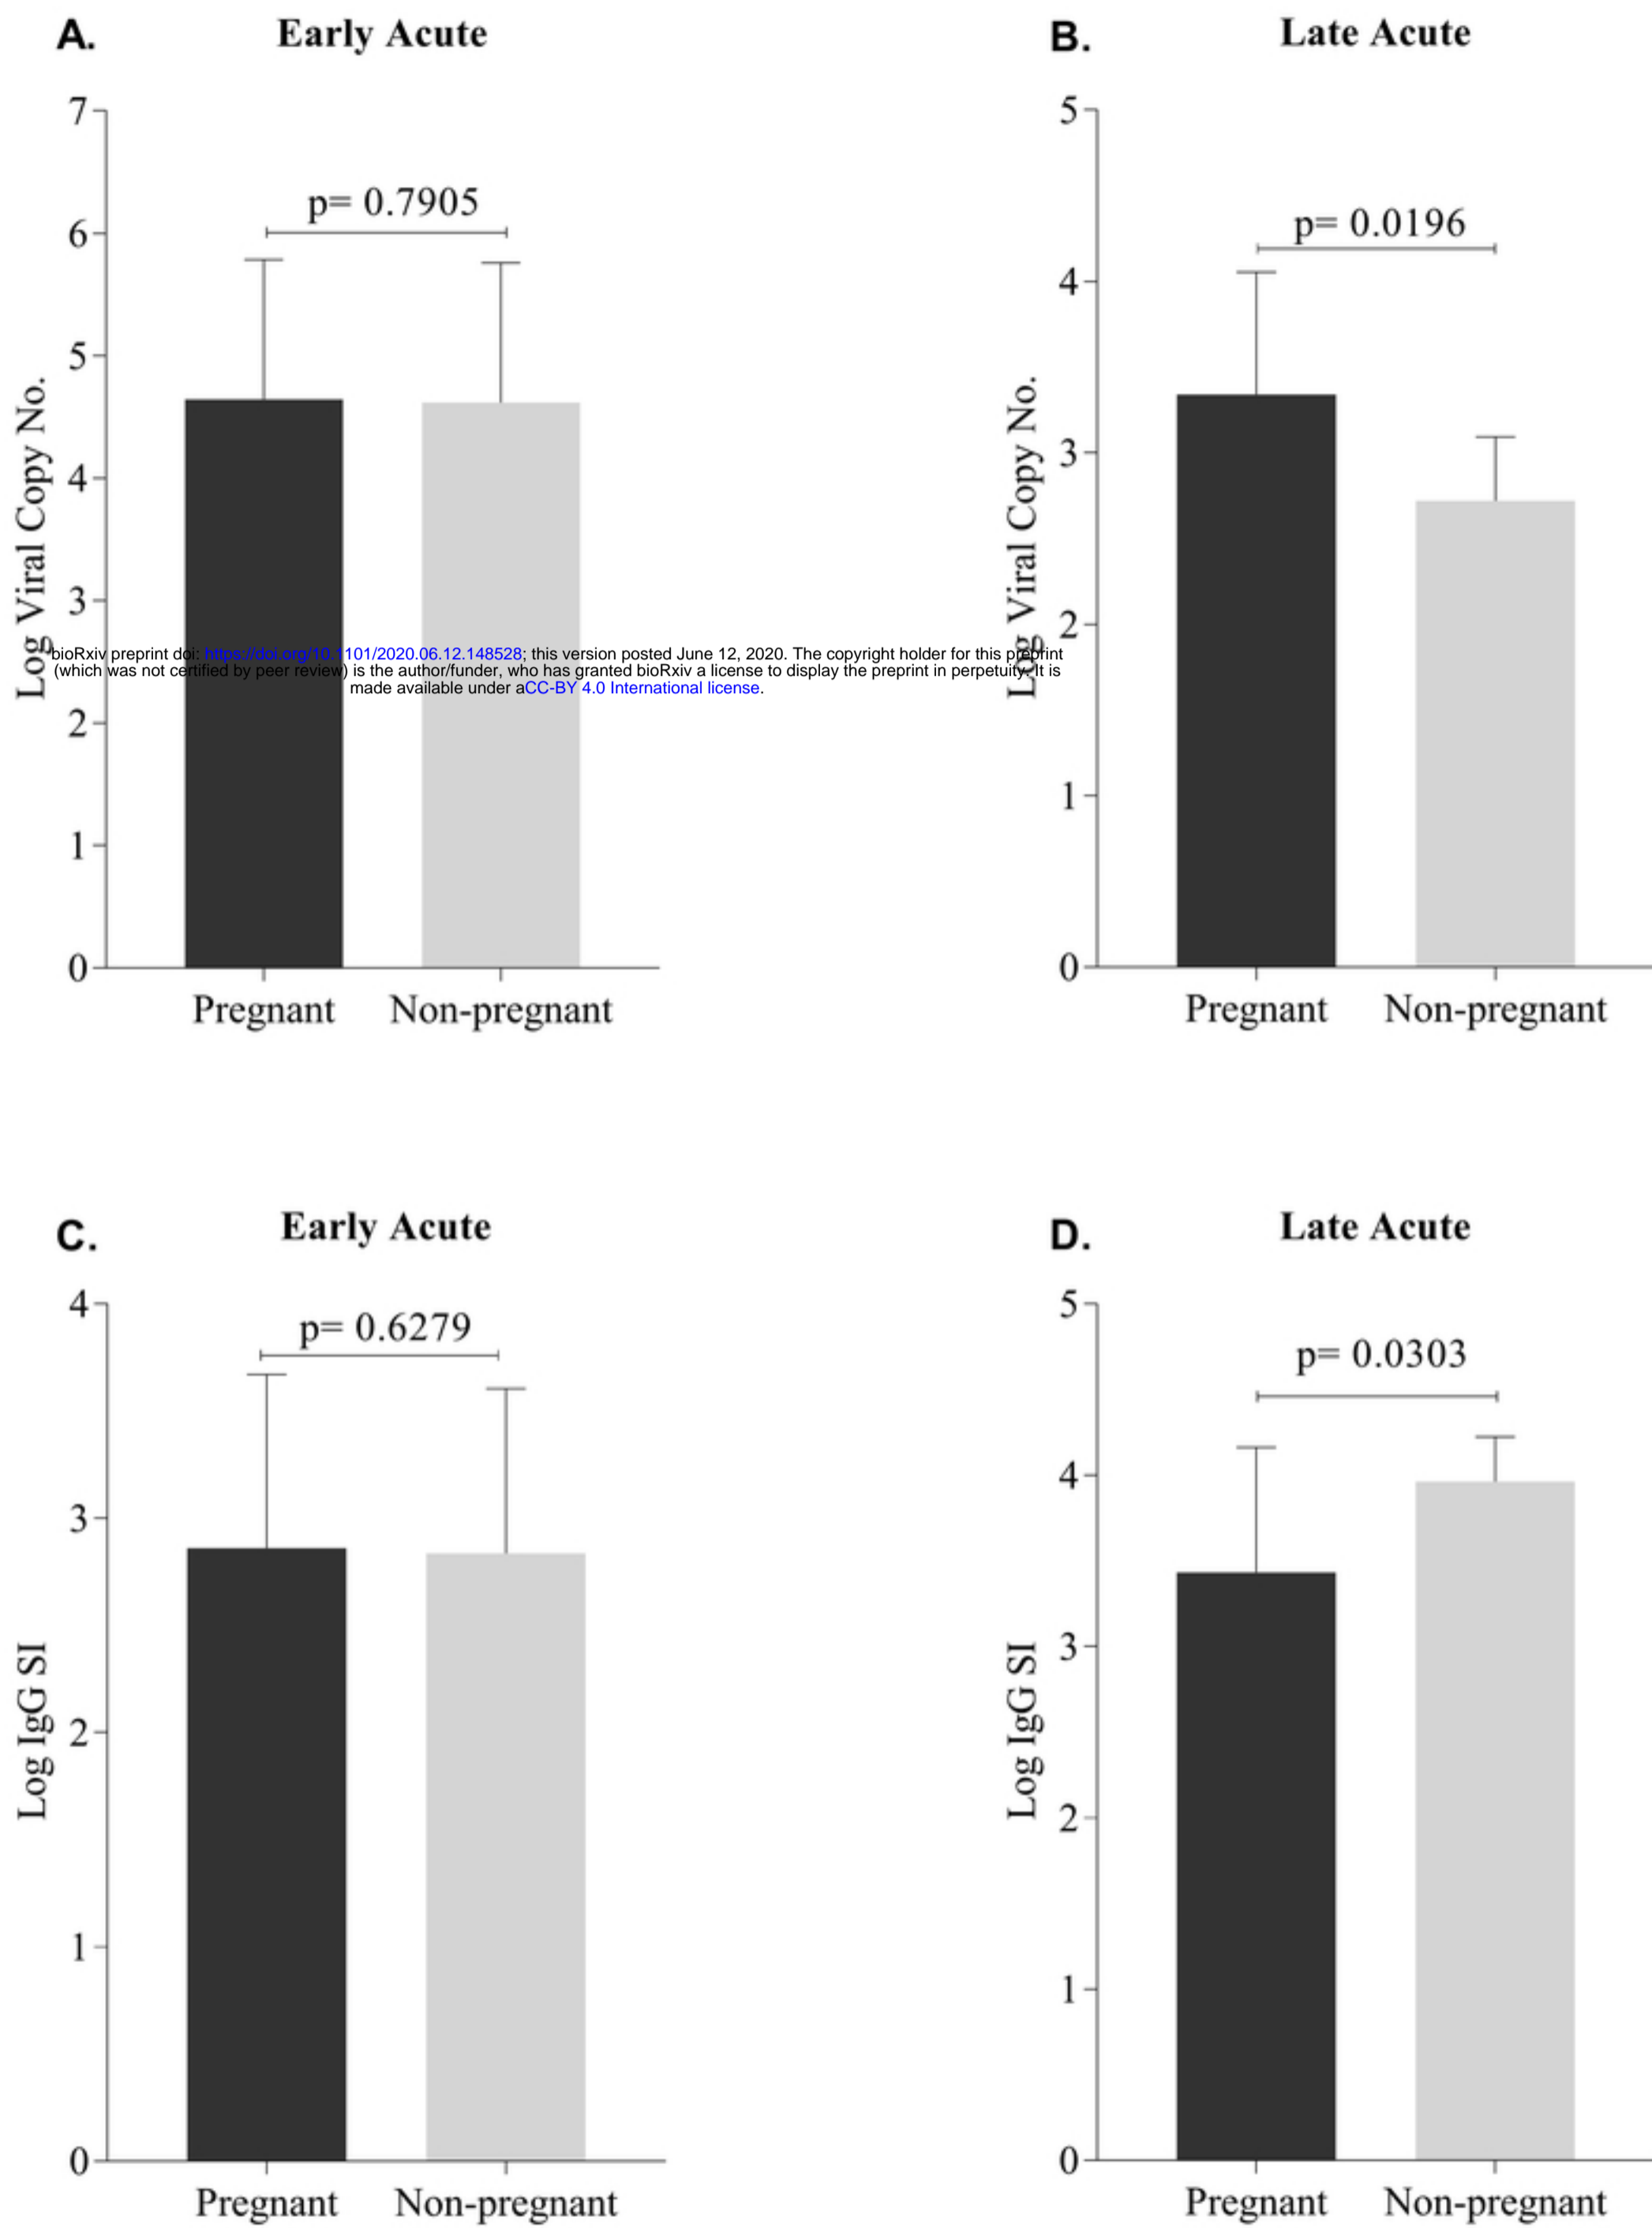 A.
Early Acute
7
6
5
4
3
2
1
0
Log Viral Copy No.
p= 0.7905
Pregnant
Non-pregnant
B.
Late Acute
5
4
3
2
1
0
Log Viral Copy No.
p= 0.0196
Pregnant
Non-pregnant
bioRxiv preprint doi: https://doi.org/10.1101/2020.06.12.148528; this version posted June 12, 2020. The copyright holder for this preprint
(which was not certified by peer review) is the author/funder, who has granted bioRxiv a license to display the preprint in perpetuity. It is
made available under aCC-BY 4.0 International license.
C.
Early Acute
4
3
2
1
0
Log IgG SI
p= 0.6279
Pregnant
Non-pregnant
D.
Late Acute
5
4
3
2
1
0
Log IgG SI
p= 0.0303
Pregnant
Non-pregnant